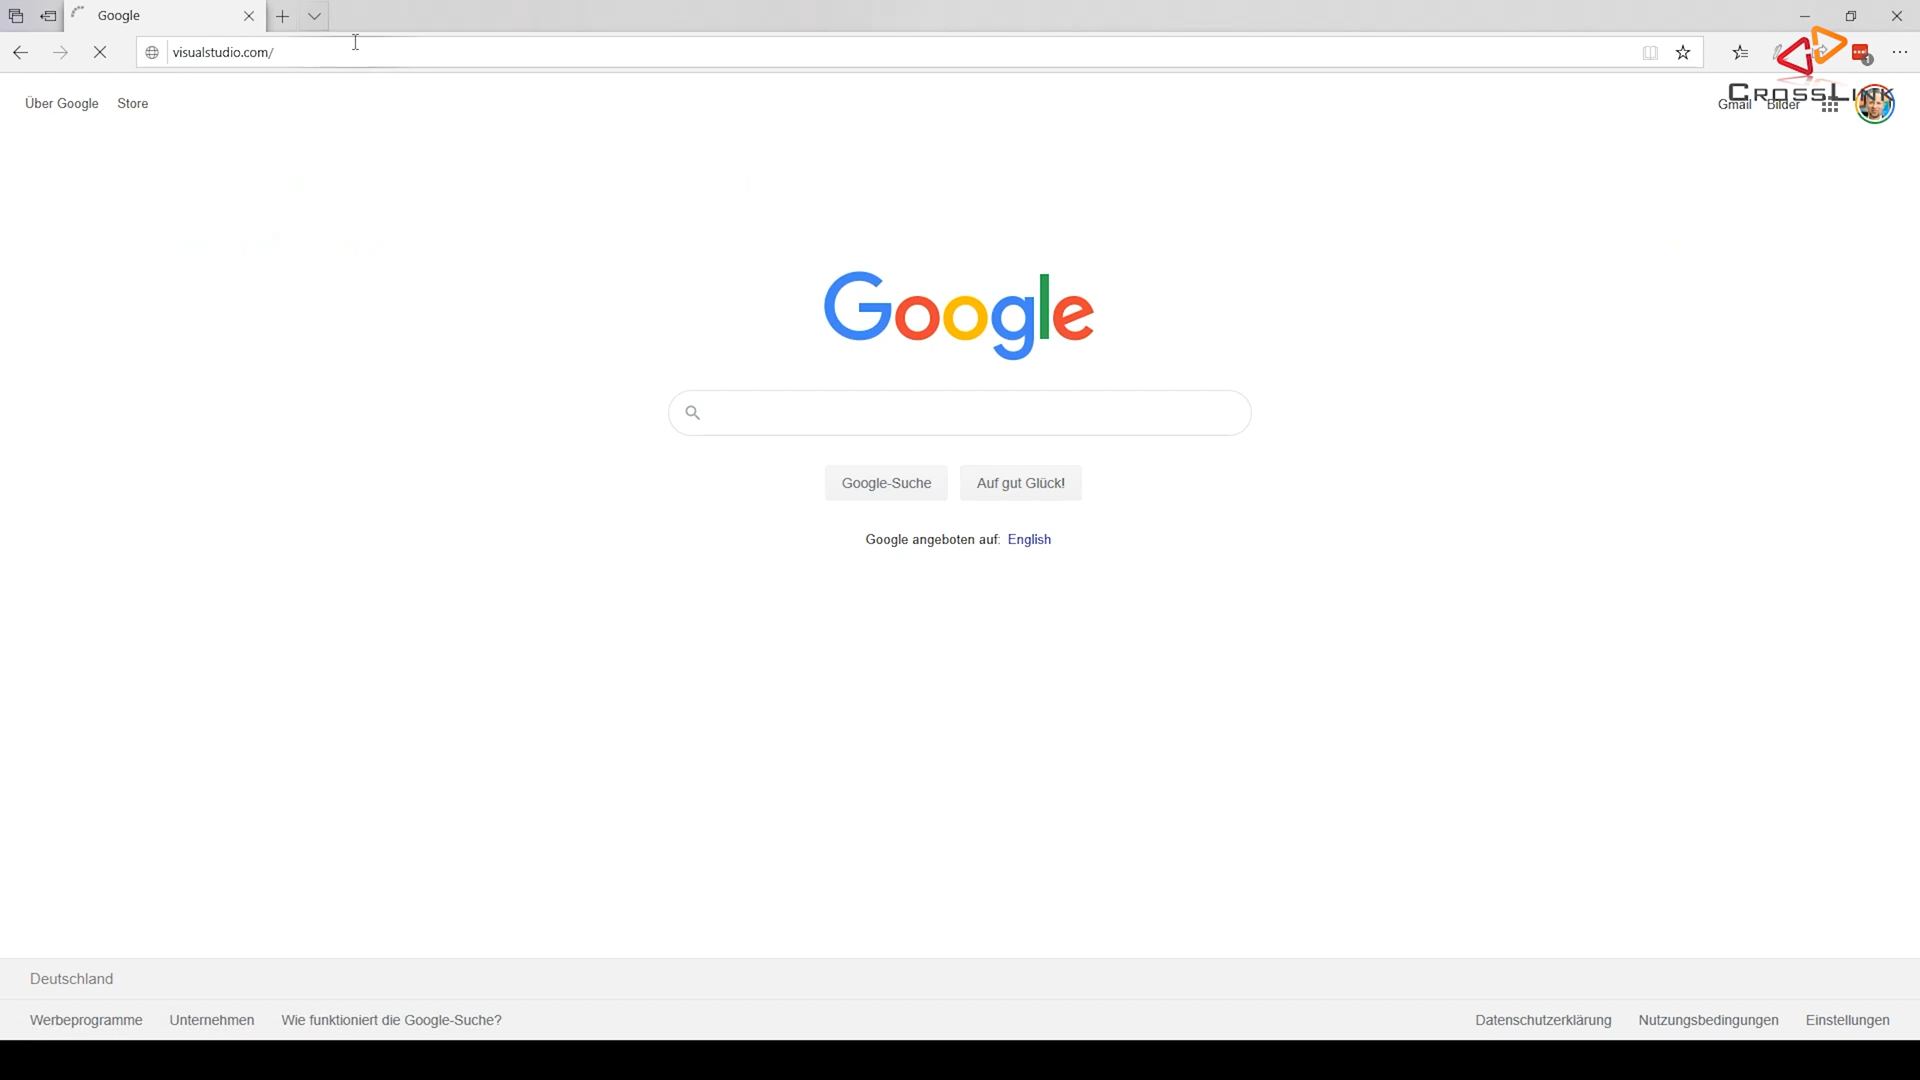 Google
visualstudio.com/
1
CrossLink
Über Google Store
Gmail Bilder
Google
Google-Suche Auf gut Glück!
Google angeboten auf: English
Deutschland
Werbeprogramme Unternehmen Wie funktioniert die Google-Suche? Datenschutzerklärung Nutzungsbedingungen Einstellungen